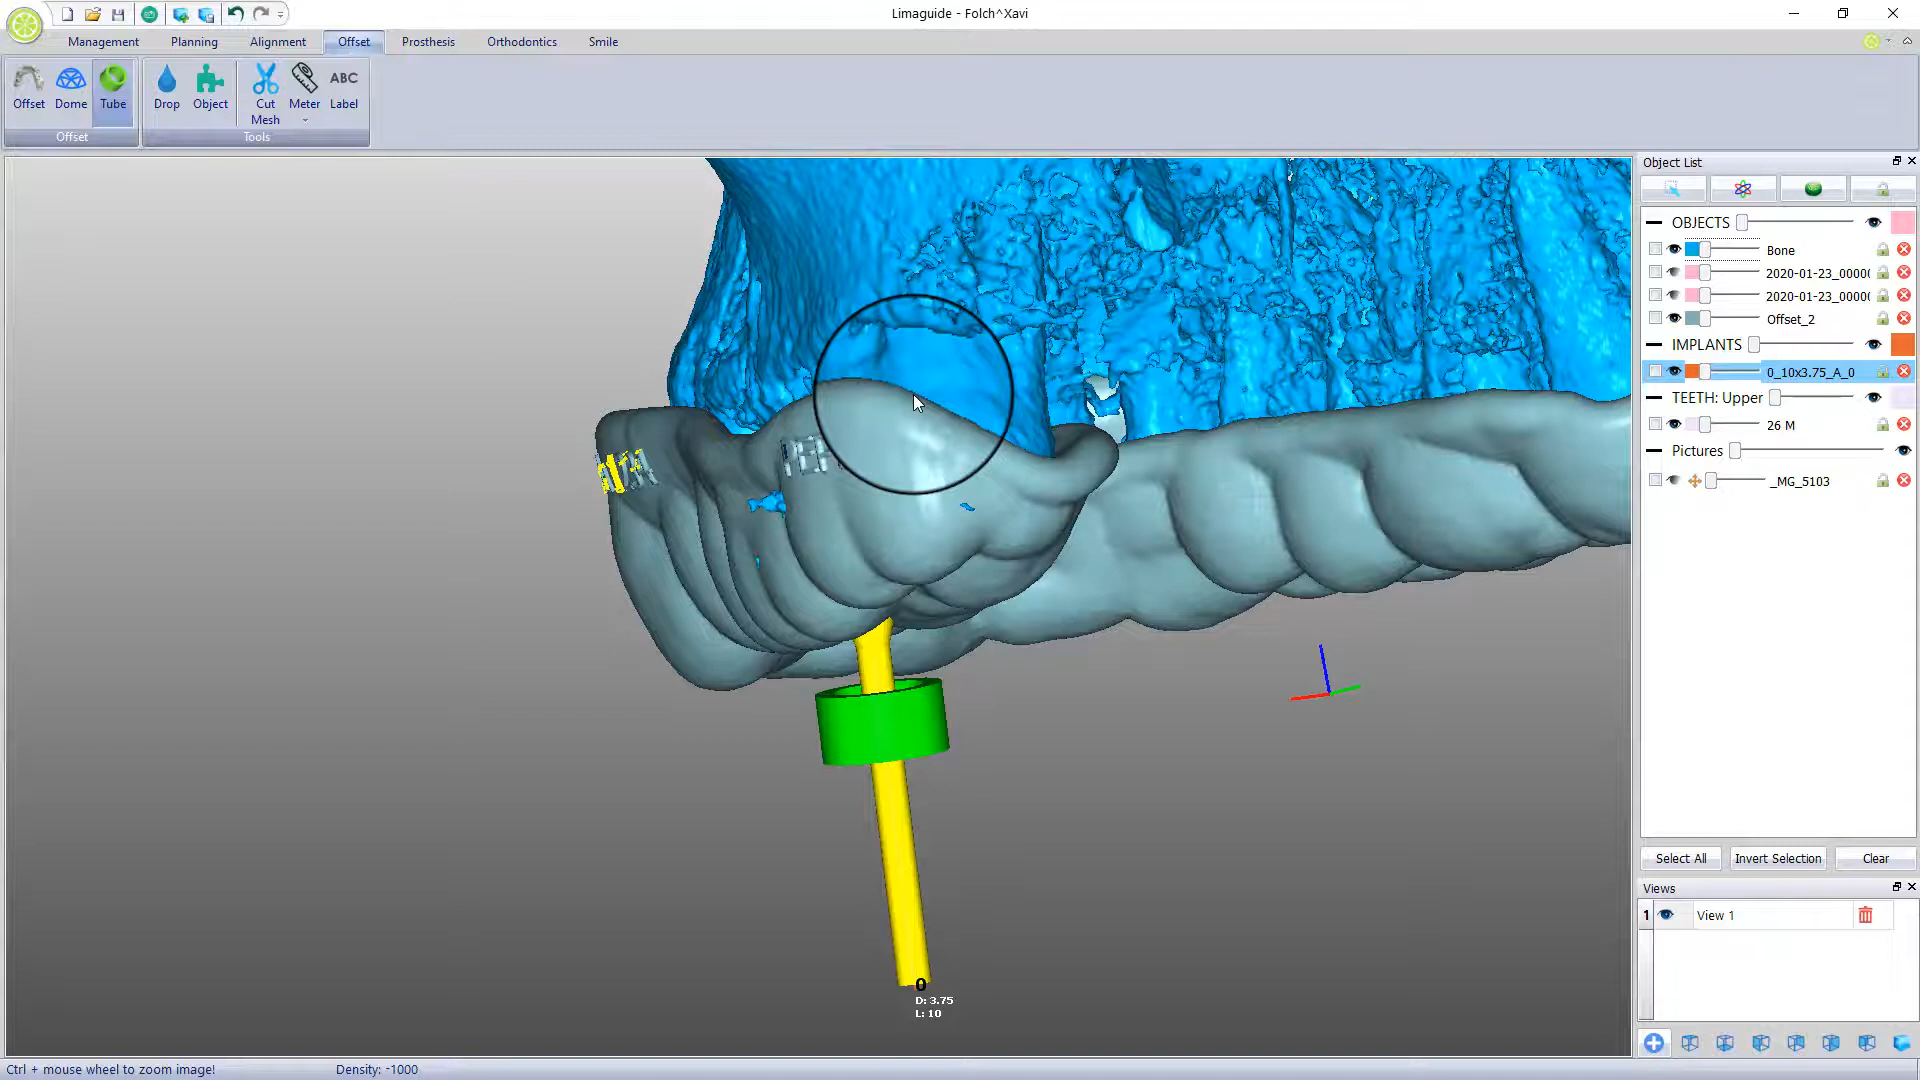 Limaguide - Folch^Xavi
Management
Planning
Alignment
Offset
Prosthesis
Orthodontics
Smile
Offset
Dome
Tube
Drop
Object
Cut
Mesh
Meter
ABC
Label
Offset
Tools
Object List
OBJECTS
Bone
2020-01-23_0000(
2020-01-23_0000(
Offset_2
IMPLANTS
0_10x3.75_A_0
TEETH: Upper
26 M
Pictures
_MG_5103
0
D: 3.75
L: 10
Select All
Invert Selection
Clear
Views
1
View 1
Ctrl + mouse wheel to zoom image!
Density: -1000